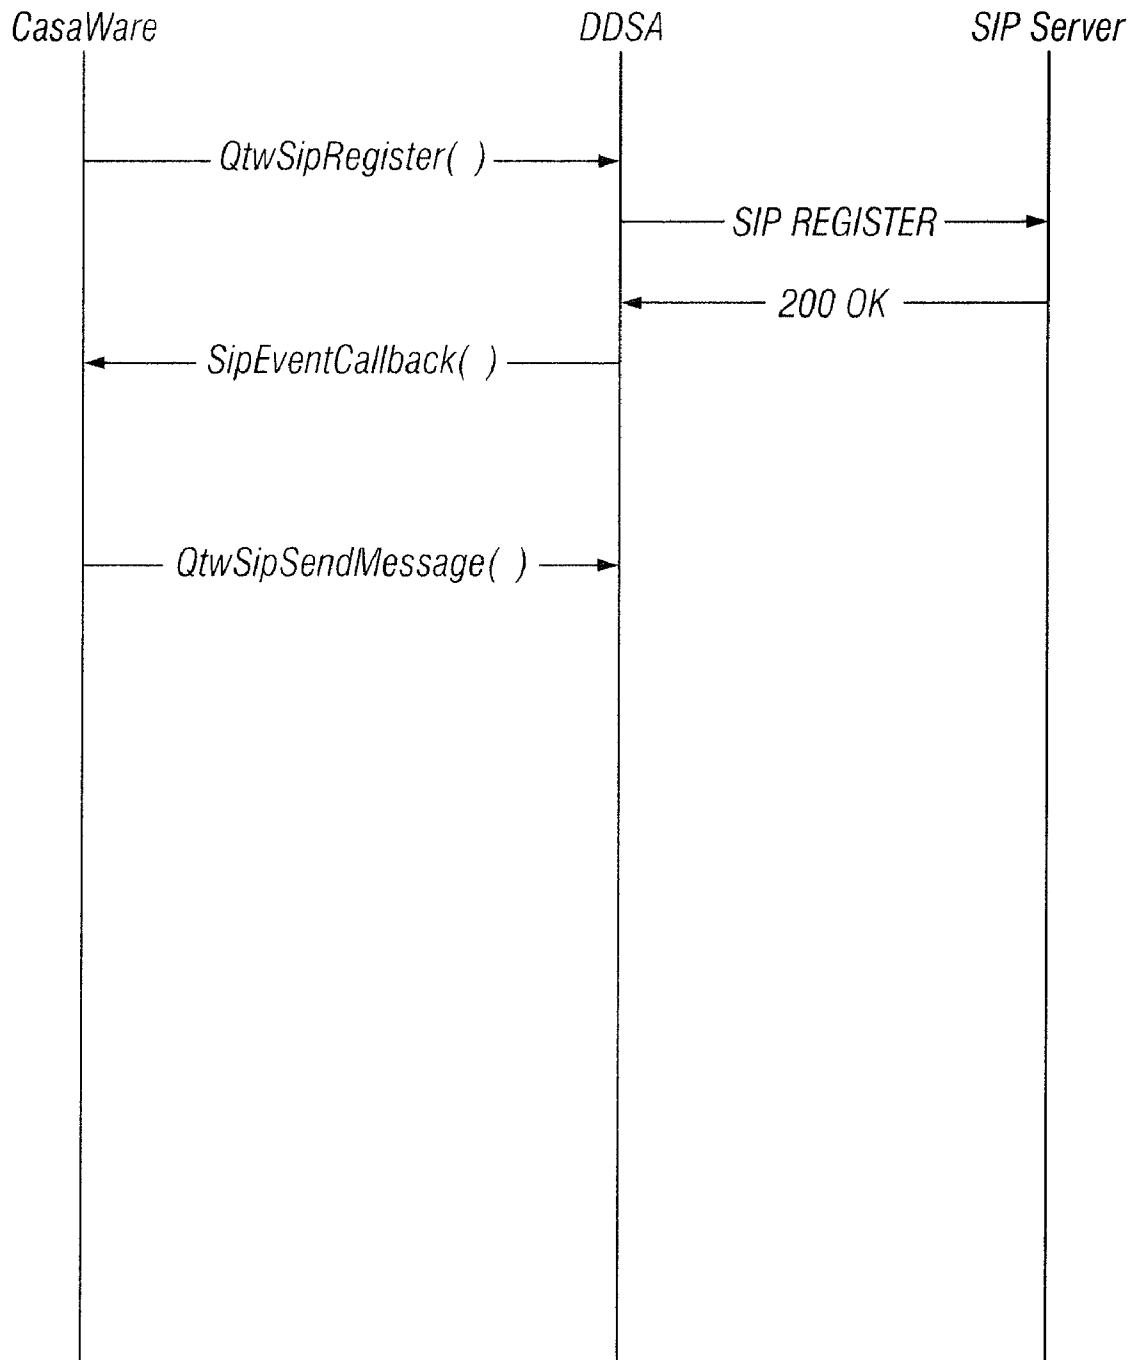 CasaWare DDSA SIP Server
QtwSipRegister( )
SIP REGISTER
200 OK
SipEventCallback( )
QtwSipSendMessage( )